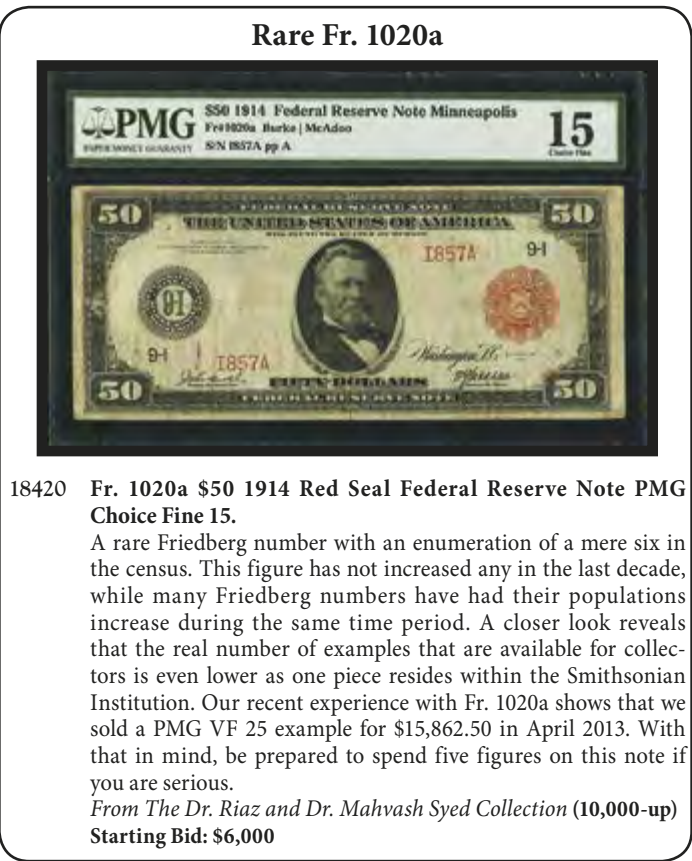 Rare Fr. 1020a
PMG
PAPER MONEY GUARANTY
$50 1914 Federal Reserve Note Minneapolis
Fr#1020a Burke | McAdoo
S/N I857A pp A
15
Choice Fine
50
FEDERAL RESERVE NOTE
50
THE UNITED STATES OF AMERICA
I857A
9-I
9-I
9-I
I857A
Washington, D.C.
50
FIFTY DOLLARS
50
FEDERAL RESERVE NOTE
18420 Fr. 1020a $50 1914 Red Seal Federal Reserve Note PMG
Choice Fine 15.
A rare Friedberg number with an enumeration of a mere six in
the census. This figure has not increased any in the last decade,
while many Friedberg numbers have had their populations
increase during the same time period. A closer look reveals
that the real number of examples that are available for collec-
tors is even lower as one piece resides within the Smithsonian
Institution. Our recent experience with Fr. 1020a shows that we
sold a PMG VF 25 example for $15,862.50 in April 2013. With
that in mind, be prepared to spend five figures on this note if
you are serious.
From The Dr. Riaz and Dr. Mahvash Syed Collection (10,000-up)
Starting Bid: $6,000